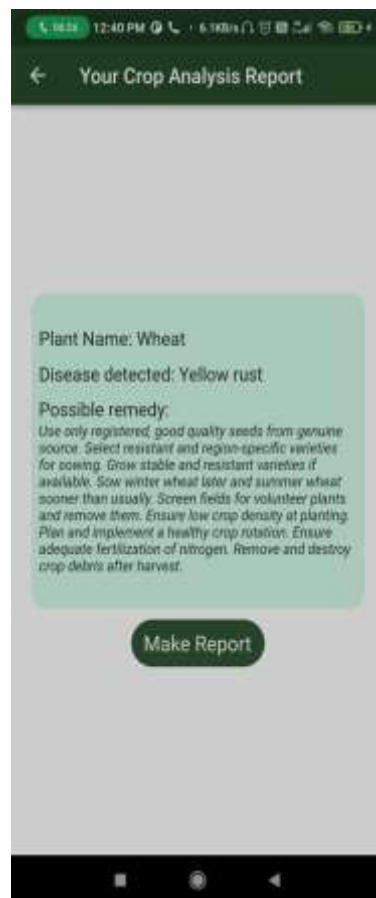 12:40 PM
Your Crop Analysis Report
Plant Name: Wheat
Disease detected: Yellow rust
Possible remedy:
Use only registered, good quality seeds from genuine
source. Select resistant and region-specific varieties
for sowing. Grow stable and resistant varieties if
available. Sow winter wheat later and summer wheat
sooner than usually. Screen fields for volunteer plants
and remove them. Ensure low crop density at planting.
Plan and implement a healthy crop rotation. Ensure
adequate fertilization of nitrogen. Remove and destroy
crop debris after harvest.
Make Report